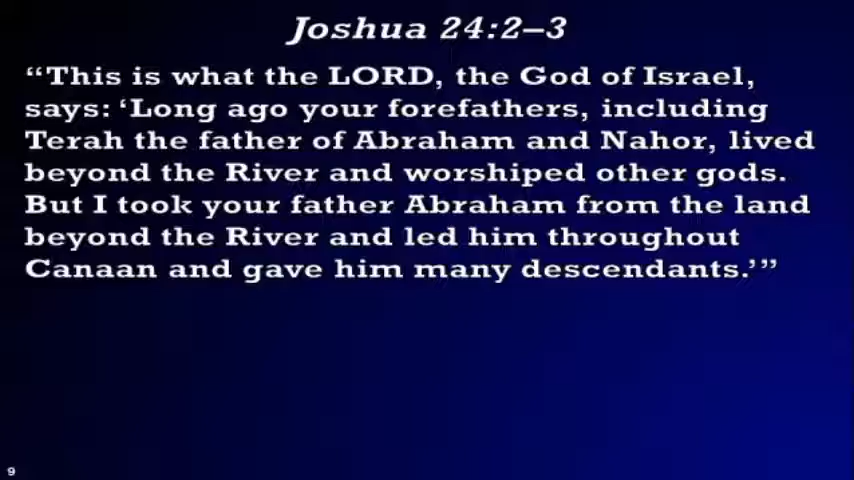 Joshua 24:2–3
“This is what the LORD, the God of Israel,
says: ‘Long ago your forefathers, including
Terah the father of Abraham and Nahor, lived
beyond the River and worshiped other gods.
But I took your father Abraham from the land
beyond the River and led him throughout
Canaan and gave him many descendants.’”
9